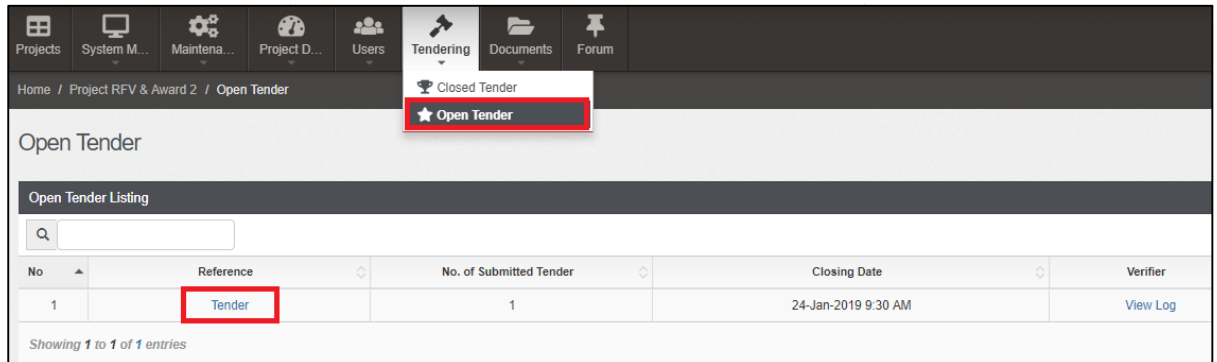 Projects System M... Maintena... Project D... Users Tendering Documents Forum
Closed Tender
Home / Project RFV & Award 2 / Open Tender
Open Tender
Open Tender
Open Tender Listing
No Reference No. of Submitted Tender Closing Date Verifier
1 Tender 1 24-Jan-2019 9:30 AM View Log
Showing 1 to 1 of 1 entries